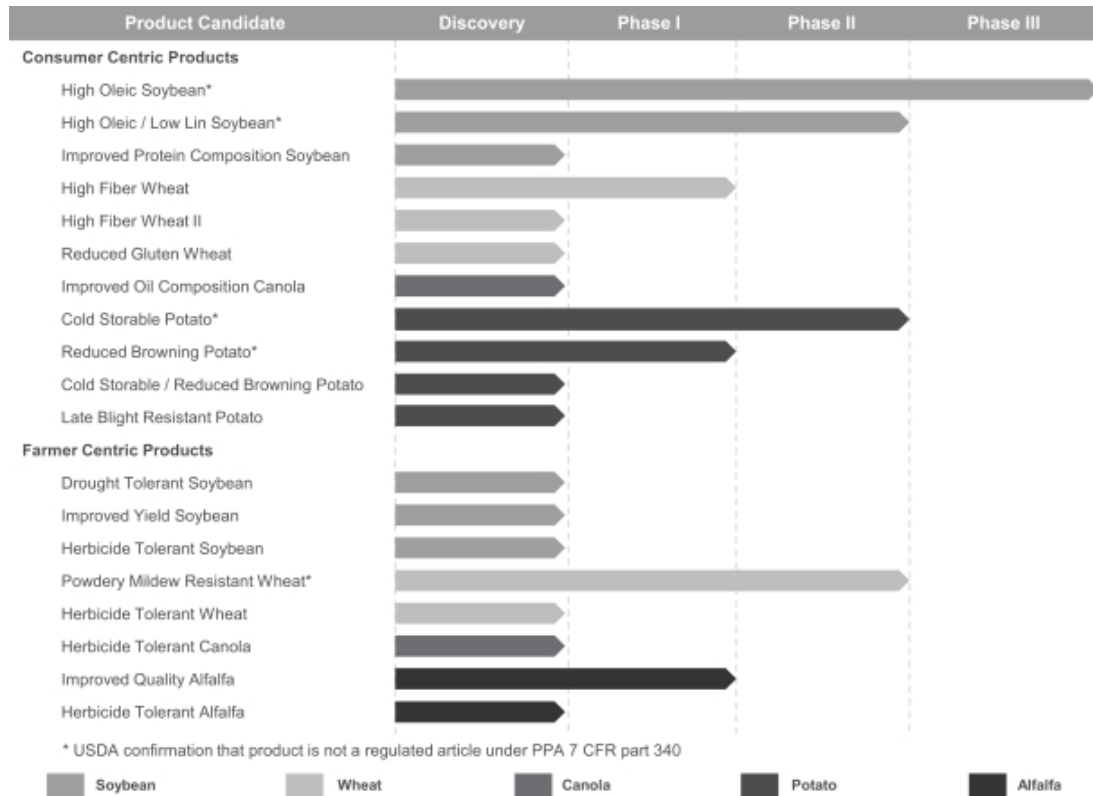 Product Candidate Discovery Phase I Phase II Phase III
Consumer Centric Products
High Oleic Soybean*
High Oleic / Low Lin Soybean*
Improved Protein Composition Soybean
High Fiber Wheat
High Fiber Wheat II
Reduced Gluten Wheat
Improved Oil Composition Canola
Cold Storable Potato*
Reduced Browning Potato*
Cold Storable / Reduced Browning Potato
Late Blight Resistant Potato
Farmer Centric Products
Drought Tolerant Soybean
Improved Yield Soybean
Herbicide Tolerant Soybean
Powdery Mildew Resistant Wheat*
Herbicide Tolerant Wheat
Herbicide Tolerant Canola
Improved Quality Alfalfa
Herbicide Tolerant Alfalfa
* USDA confirmation that product is not a regulated article under PPA 7 CFR part 340
Soybean Wheat Canola Potato Alfalfa